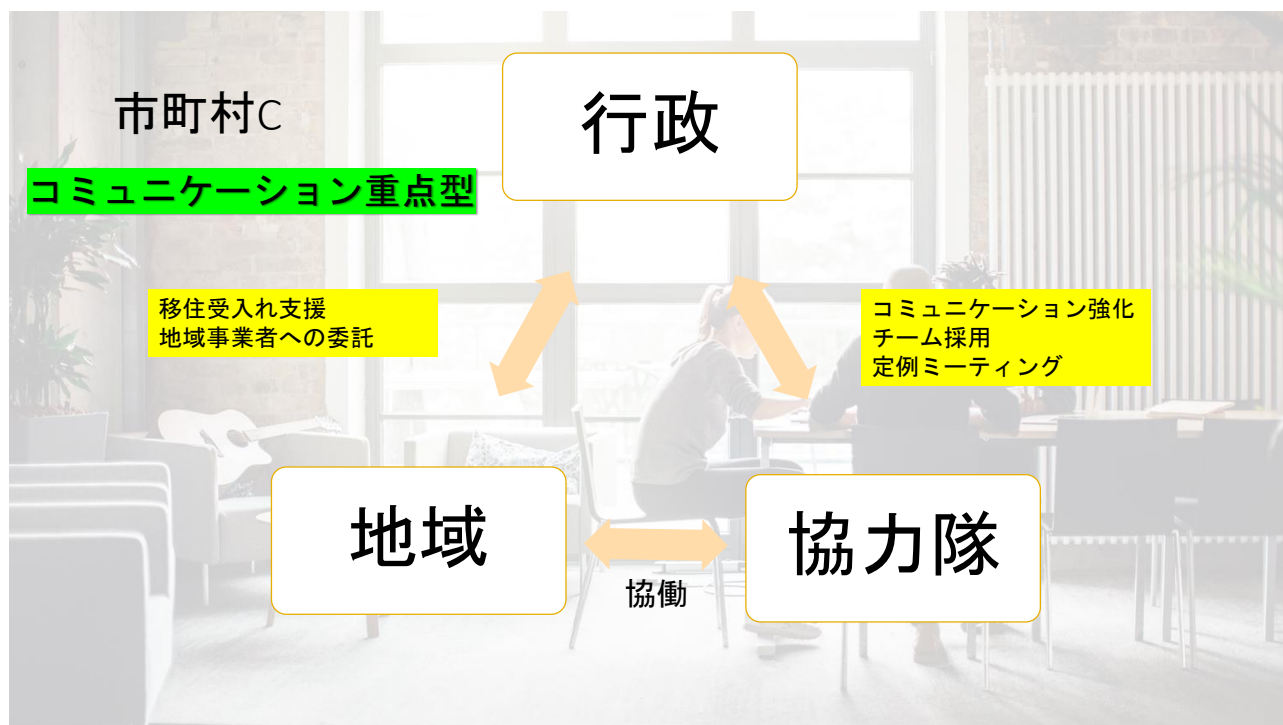 市町村C
コミュニケーション重点型
行政
移住受入れ支援
地域事業者への委託
コミュニケーション強化
チーム採用
定例ミーティング
地域
協力隊
協働